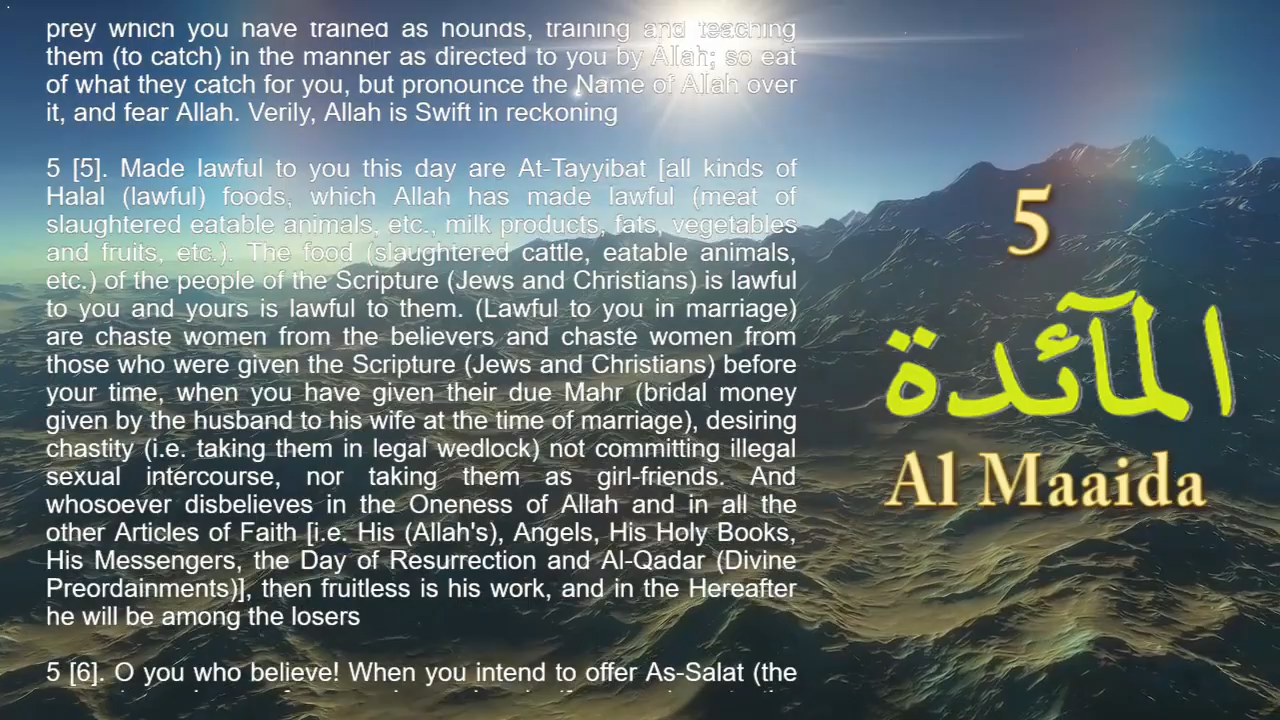 prey which you have trained as hounds, training and teaching
them (to catch) in the manner as directed to you by Allah; so eat
of what they catch for you, but pronounce the Name of Allah over
it, and fear Allah. Verily, Allah is Swift in reckoning
5 [5]. Made lawful to you this day are At-Tayyibat [all kinds of
Halal (lawful) foods, which Allah has made lawful (meat of
slaughtered eatable animals, etc., milk products, fats, vegetables
and fruits, etc.). The food (slaughtered cattle, eatable animals,
etc.) of the people of the Scripture (Jews and Christians) is lawful
to you and yours is lawful to them. (Lawful to you in marriage)
are chaste women from the believers and chaste women from
those who were given the Scripture (Jews and Christians) before
your time, when you have given their due Mahr (bridal money
given by the husband to his wife at the time of marriage), desiring
chastity (i.e. taking them in legal wedlock) not committing illegal
sexual intercourse, nor taking them as girl-friends. And
whosoever disbelieves in the Oneness of Allah and in all the
other Articles of Faith [i.e. His (Allah's), Angels, His Holy Books,
His Messengers, the Day of Resurrection and Al-Qadar (Divine
Preordainments)], then fruitless is his work, and in the Hereafter
he will be among the losers
5 [6]. O you who believe! When you intend to offer As-Salat (the
5
المآئدة
Al Maaida